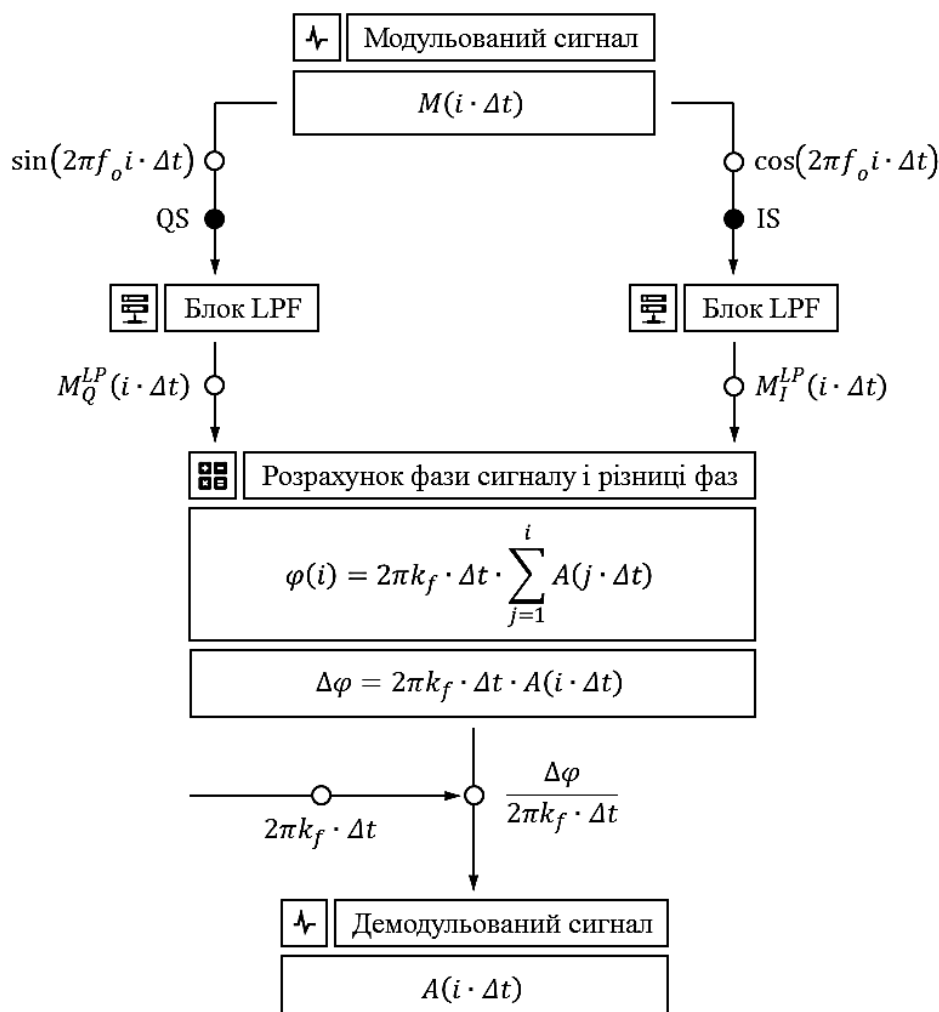 Модульований сигнал
M(i · Δt)
sin(2πf_o i · Δt)
cos(2πf_o i · Δt)
QS
IS
Блок LPF
Блок LPF
M_Q^{LP}(i · Δt)
M_I^{LP}(i · Δt)
Розрахунок фази сигналу і різниці фаз
φ(i) = 2πk_f · Δt · \sum_{j=1}^{i} A(j · Δt)
Δφ = 2πk_f · Δt · A(i · Δt)
2πk_f · Δt
\frac{Δφ}{2πk_f · Δt}
Демодульований сигнал
A(i · Δt)